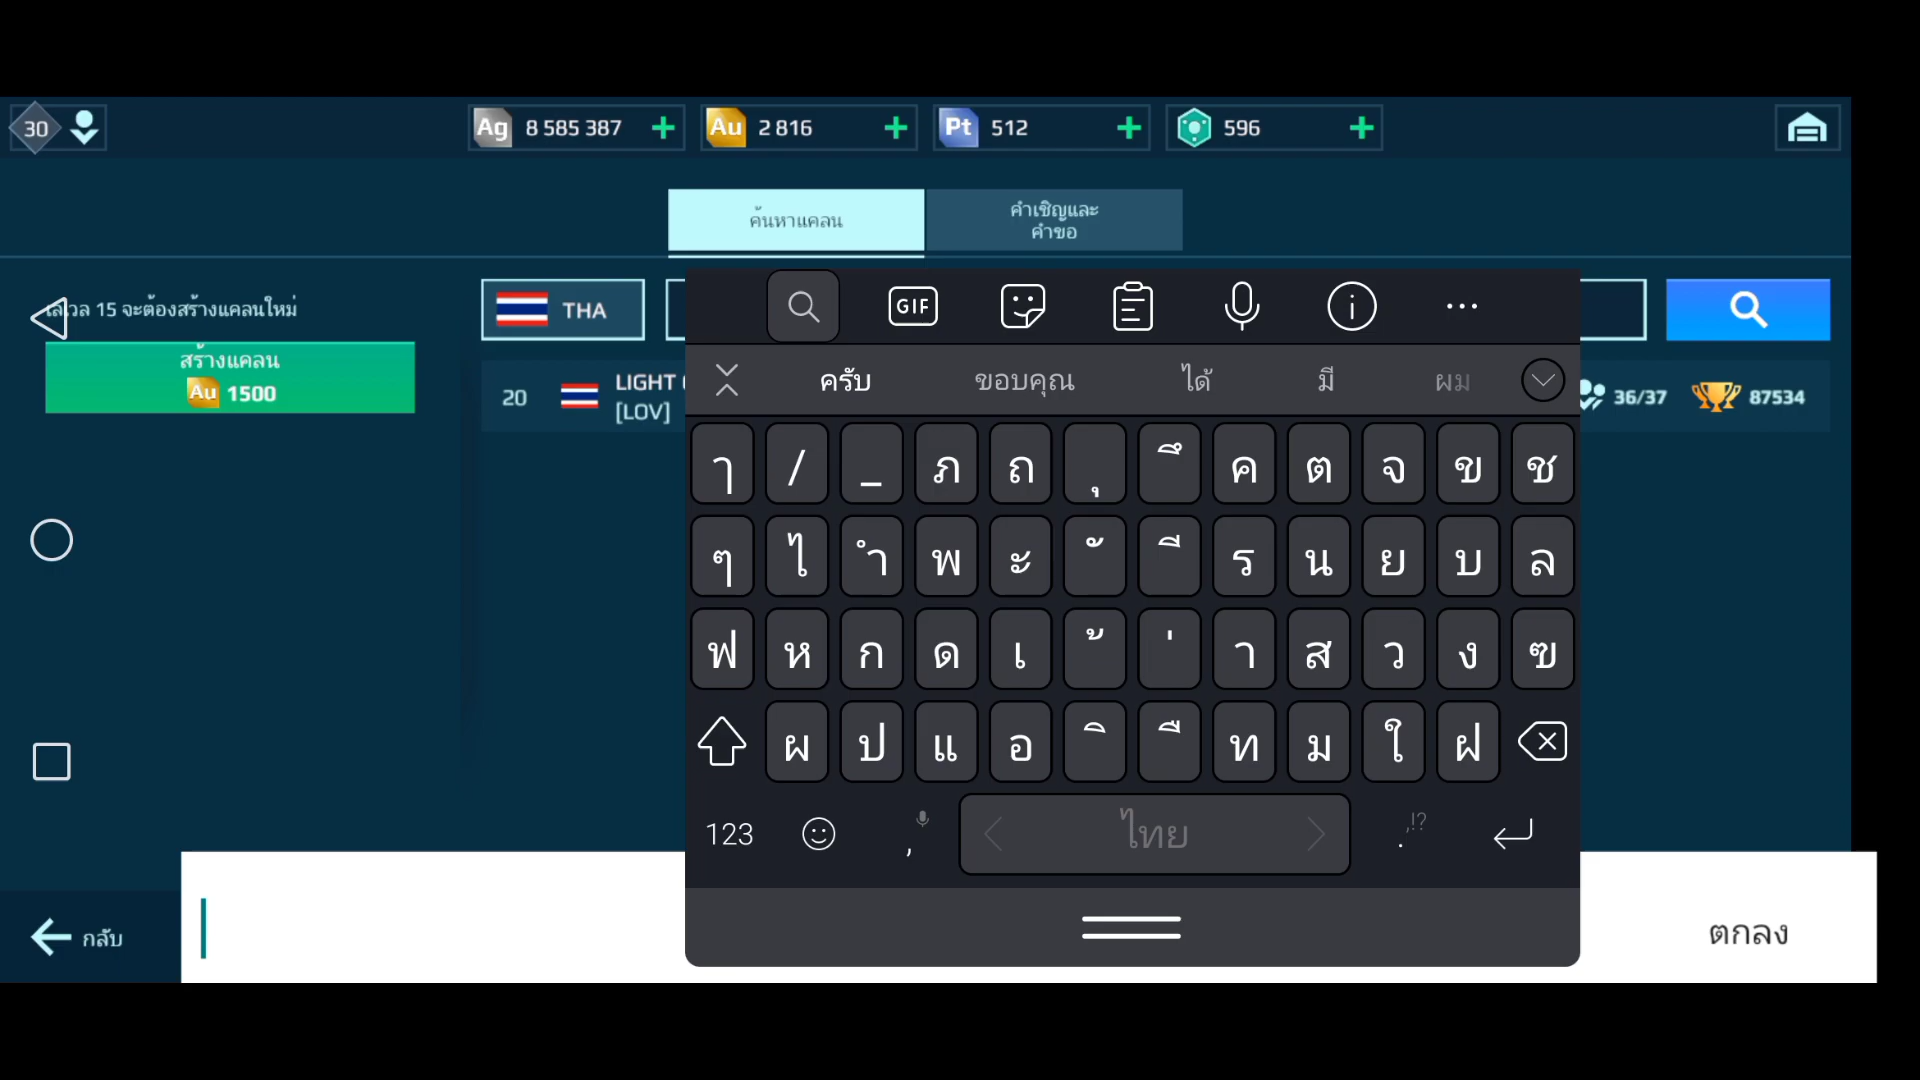 30
Ag 8 585 387
Au 2 816
Pt 512
596
ค้นหาแคลน
คำเชิญและ
คำขอ
เลเวล 15 จะต้องสร้างแคลนใหม่
สร้างแคลน
Au 1500
THA
20
LIGHT
[LOV]
36/37
87534
GIF
ครับ ขอบคุณ ได้ มี ผม
ๅ / _ ภ ถ ุ ึ ค ต จ ข ช
ๆ ไ ำ พ ะ ั ี ร น ย บ ล
ฟ ห ก ด เ ้ ่ า ส ว ง ฃ
ผ ป แ อ ิ ื ท ม ใ ฝ
123 , ไทย . ,!?
กลับ
ตกลง